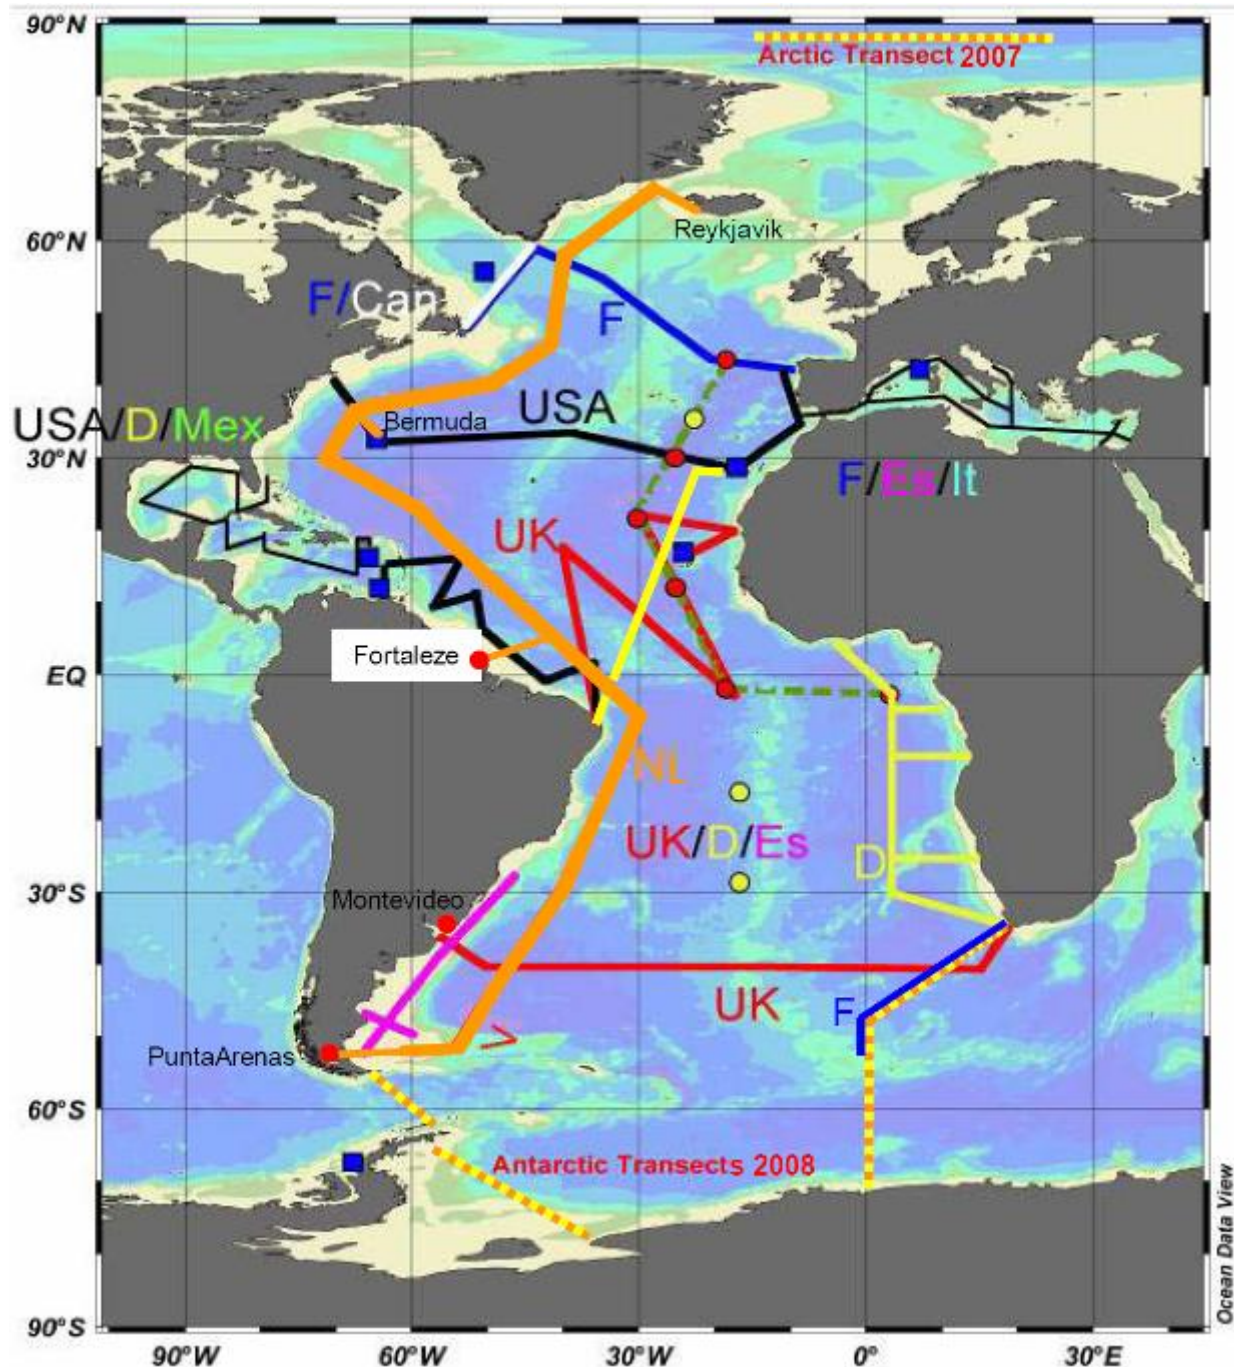 90°N
Arctic Transect 2007
Reykjavik
60°N
F/Can
F
USA/D/Mex
USA
Bermuda
30°N
F/Es/It
UK
Fortaleze
EQ
NL
UK/D/Es
D
30°S
Montevideo
UK
F
PuntaArenas
V
60°S
Antarctic Transects 2008
Ocean Data View
90°S
90°W
60°W
30°W
0°
30°E